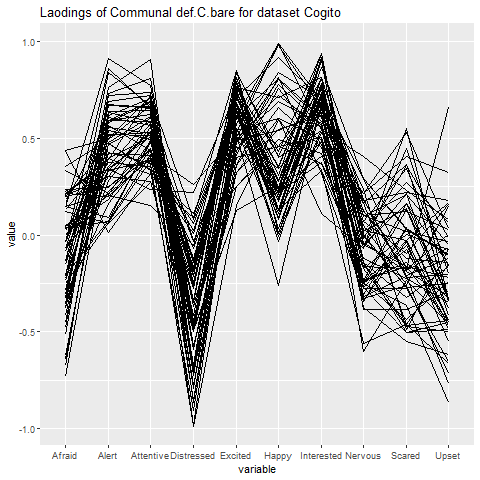 Laodings of Communal def.C.bare for dataset Cogito
value
1.0
0.5
0.0
-0.5
-1.0
Afraid Alert Attentive Distressed Excited Happy Interested Nervous Scared Upset
variable